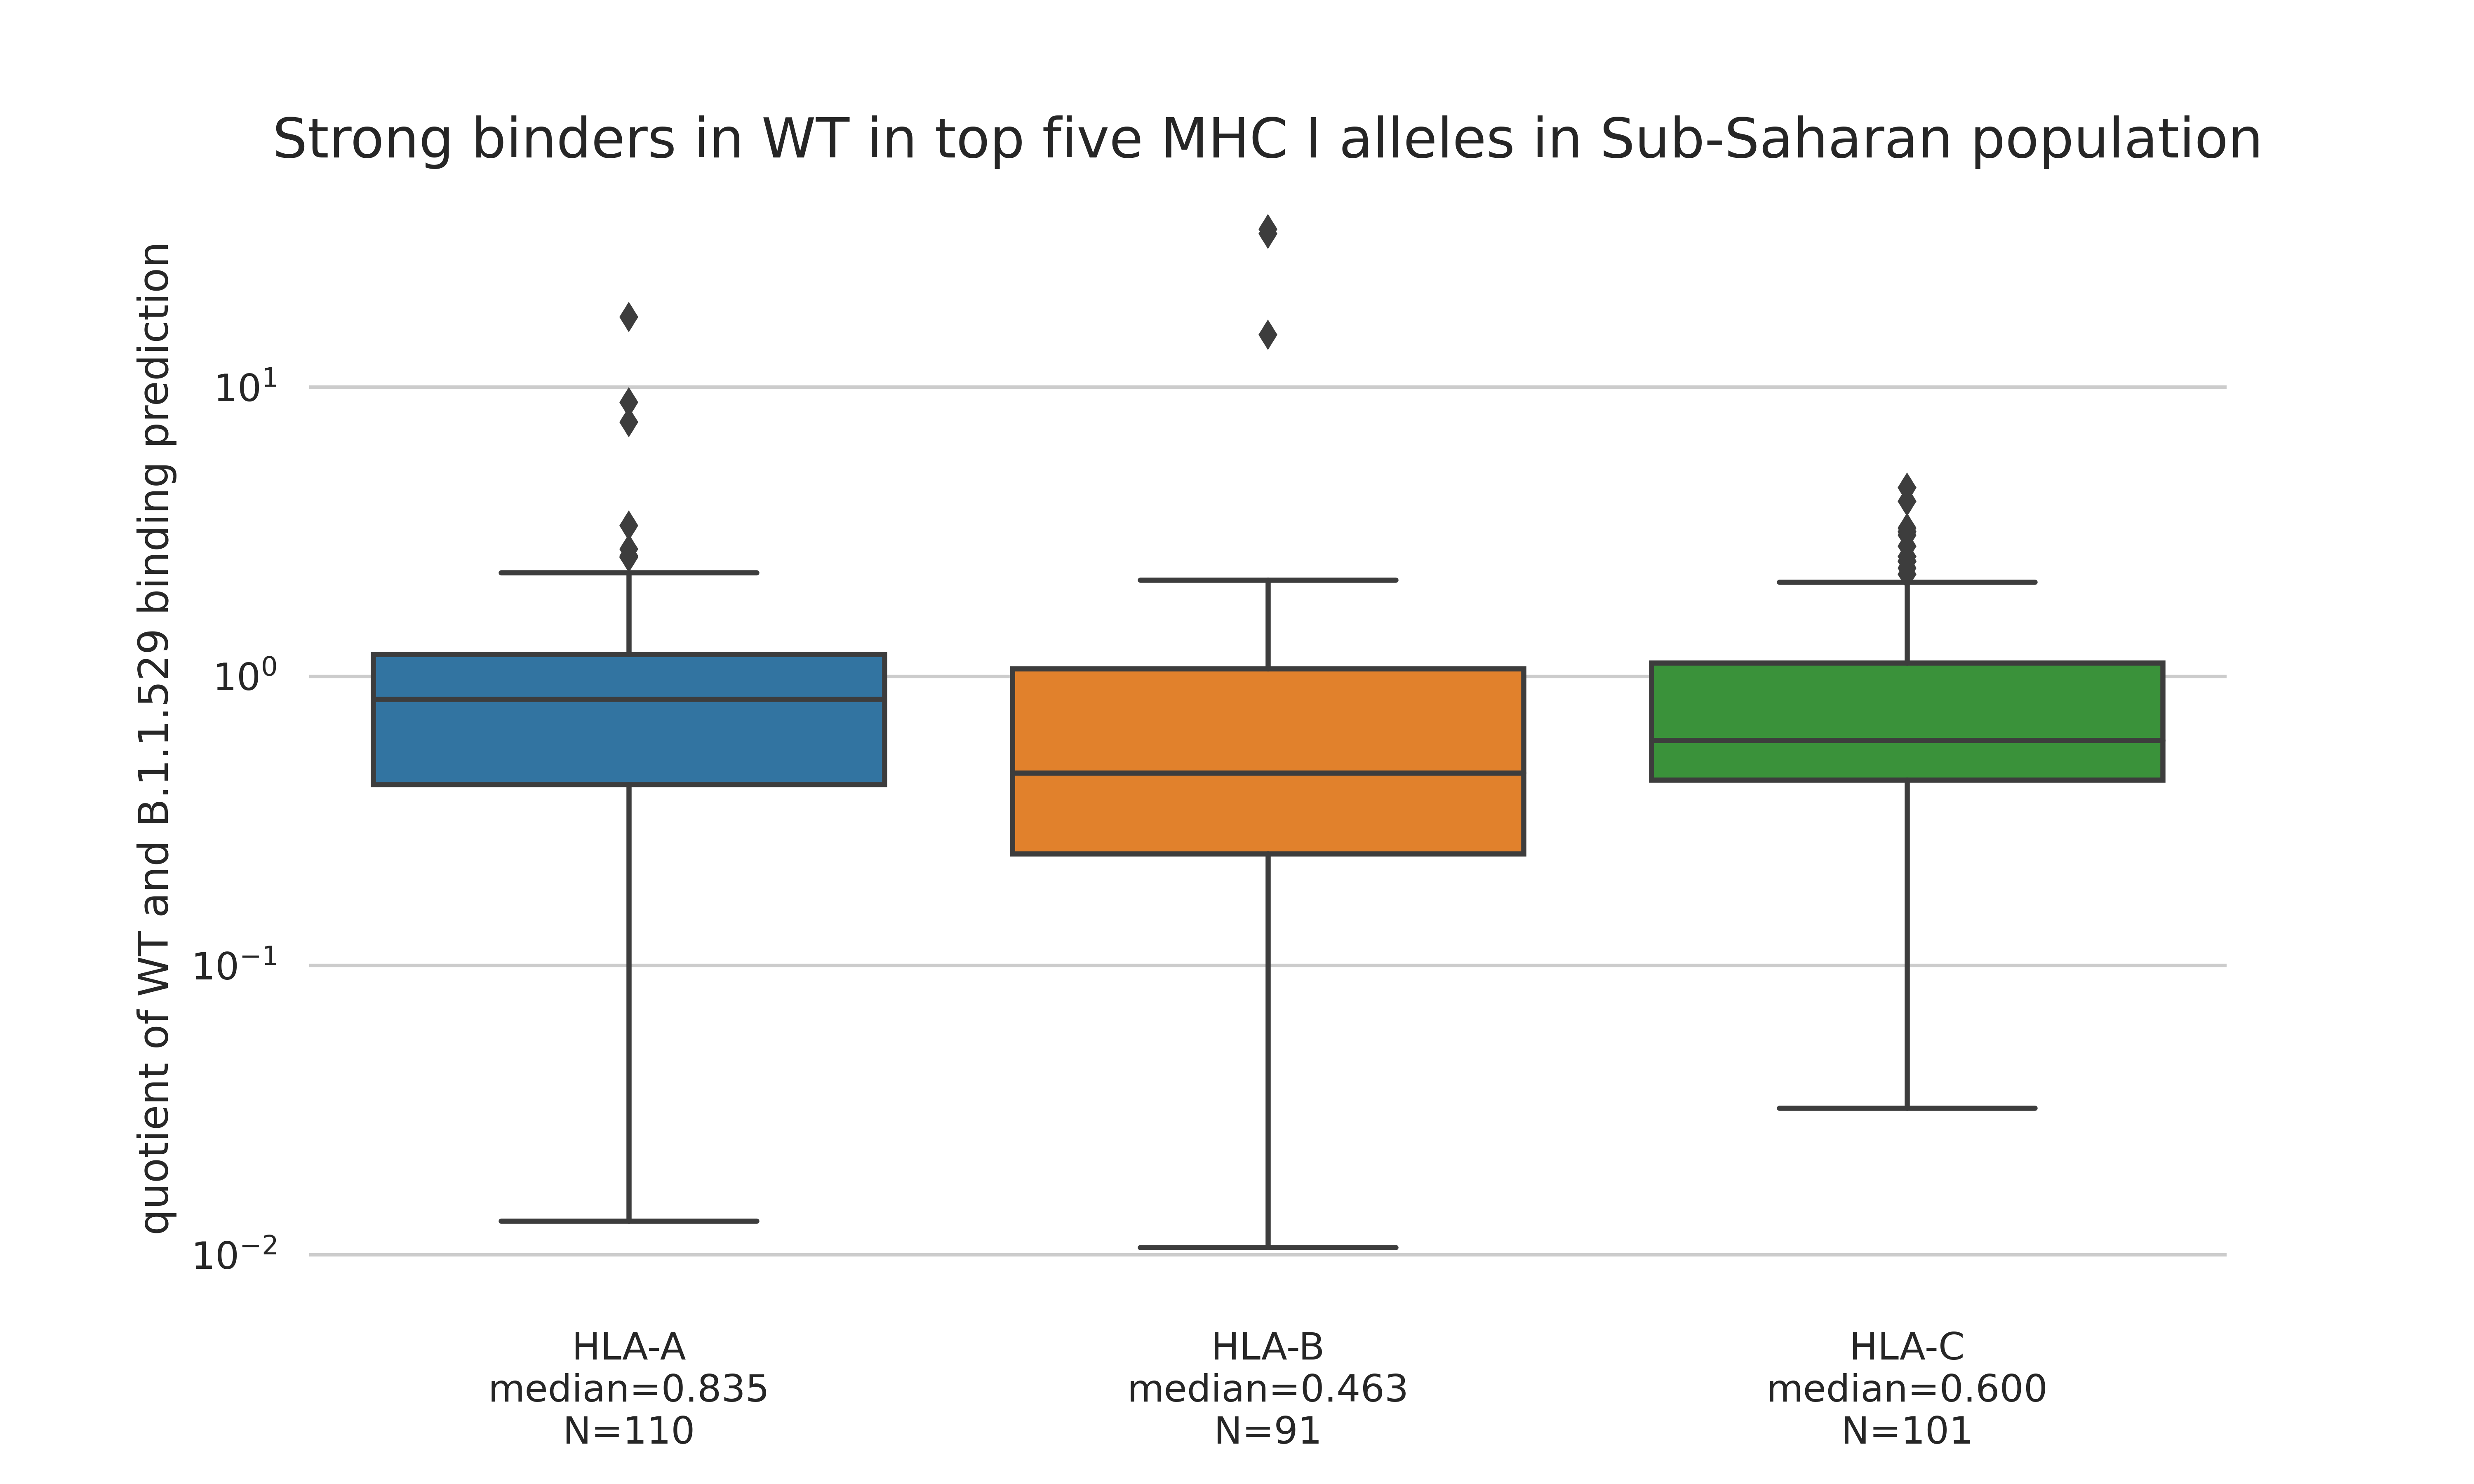 Strong binders in WT in top five MHC I alleles in Sub-Saharan population
quotient of WT and B.1.1.529 binding prediction
10¹
10⁰
10⁻¹
10⁻²
HLA-A
median=0.835
N=110
HLA-B
median=0.463
N=91
HLA-C
median=0.600
N=101